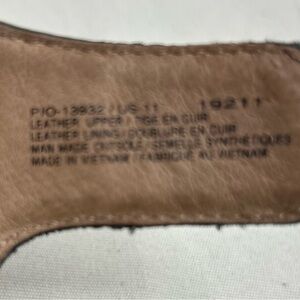 PIO-13932 / US 11 19211
LEATHER UPPER / TIGE EN CUIR
LEATHER LINING / DOUBLURE EN CUIR
MAN MADE OUTSOLE / SEMELLE SYNTHETIQUES
MADE IN VIETNAM / FABRIQUE AU VIETNAM